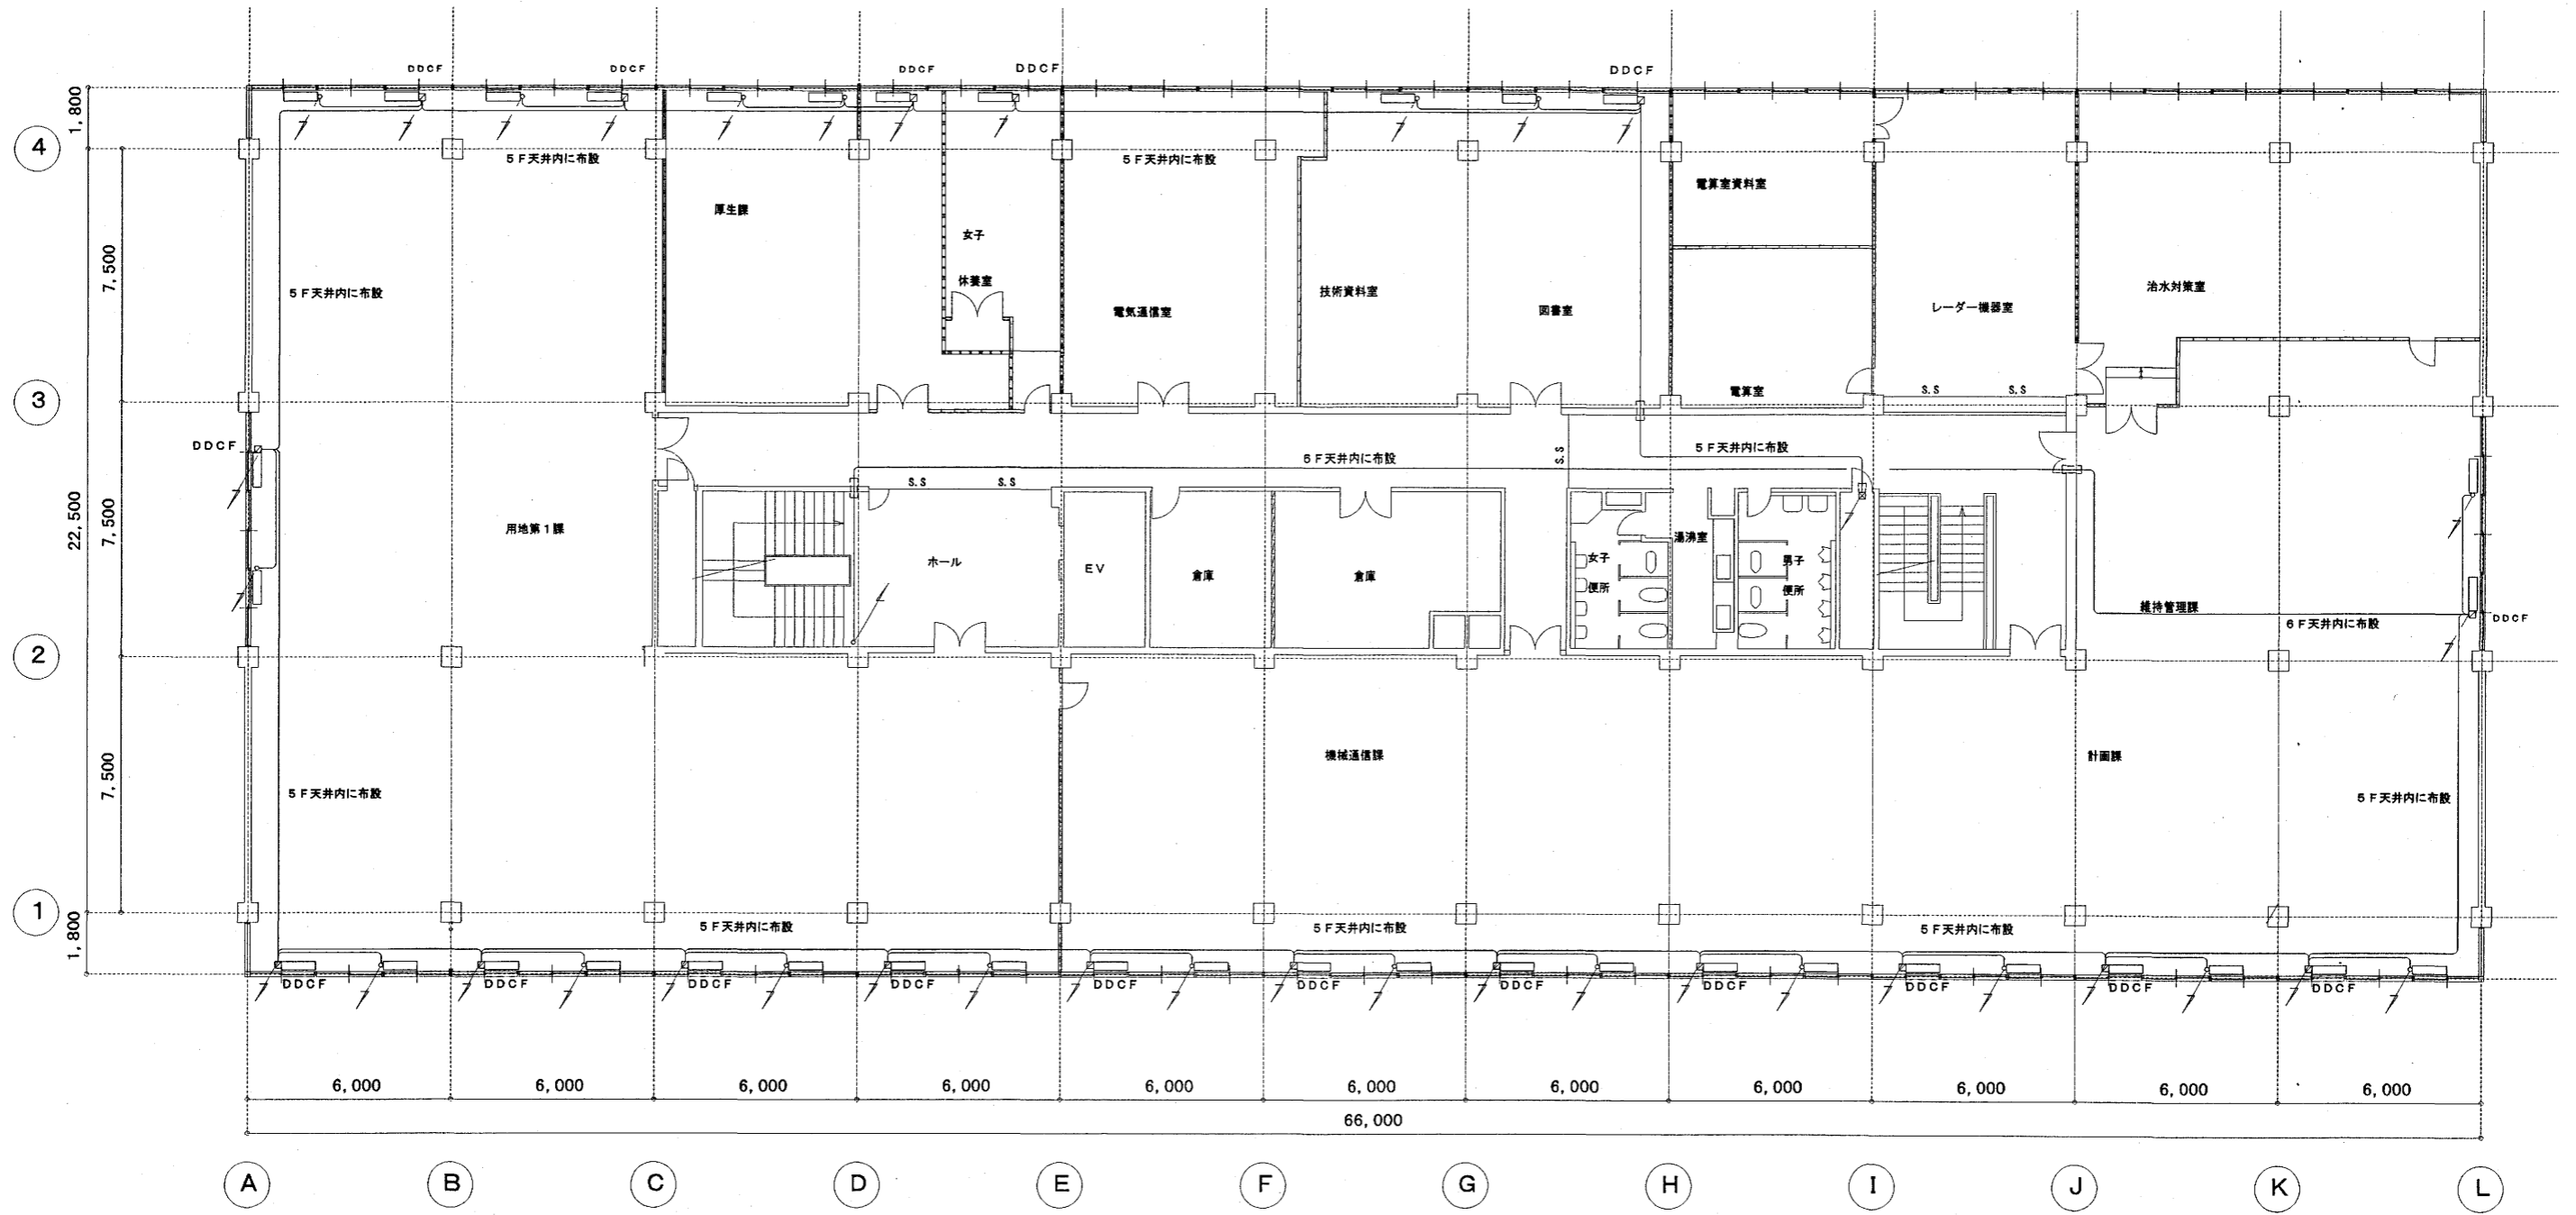 DDCF
DDCF
DDCF
DDCF
DDCF
1,800
4
5F天井内に布設
5F天井内に布設
電算室資料室
厚生課
女子
休養室
7,500
5F天井内に布設
技術資料室
治水対策室
電気通信室
図書室
レーダー機器室
電算室
S.S
S.S
3
DDCF
5F天井内に布設
6F天井内に布設
S.S
S.S
S.S
22,500
7,500
用地第1課
ホール
EV
倉庫
倉庫
女子
便所
湯沸室
男子
便所
維持管理課
6F天井内に布設
DDCF
2
機械通信課
計画課
7,500
5F天井内に布設
5F天井内に布設
1
1,800
5F天井内に布設
5F天井内に布設
5F天井内に布設
DDCF
DDCF
DDCF
DDCF
DDCF
DDCF
DDCF
DDCF
DDCF
DDCF
DDCF
6,000
6,000
6,000
6,000
6,000
6,000
6,000
6,000
6,000
6,000
6,000
66,000
A
B
C
D
E
F
G
H
I
J
K
L